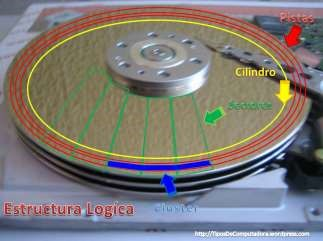 Pistas
Cilindro
Sectores
Estructura Logica
cluster
http://TiposDeComputadora.wordpress.com